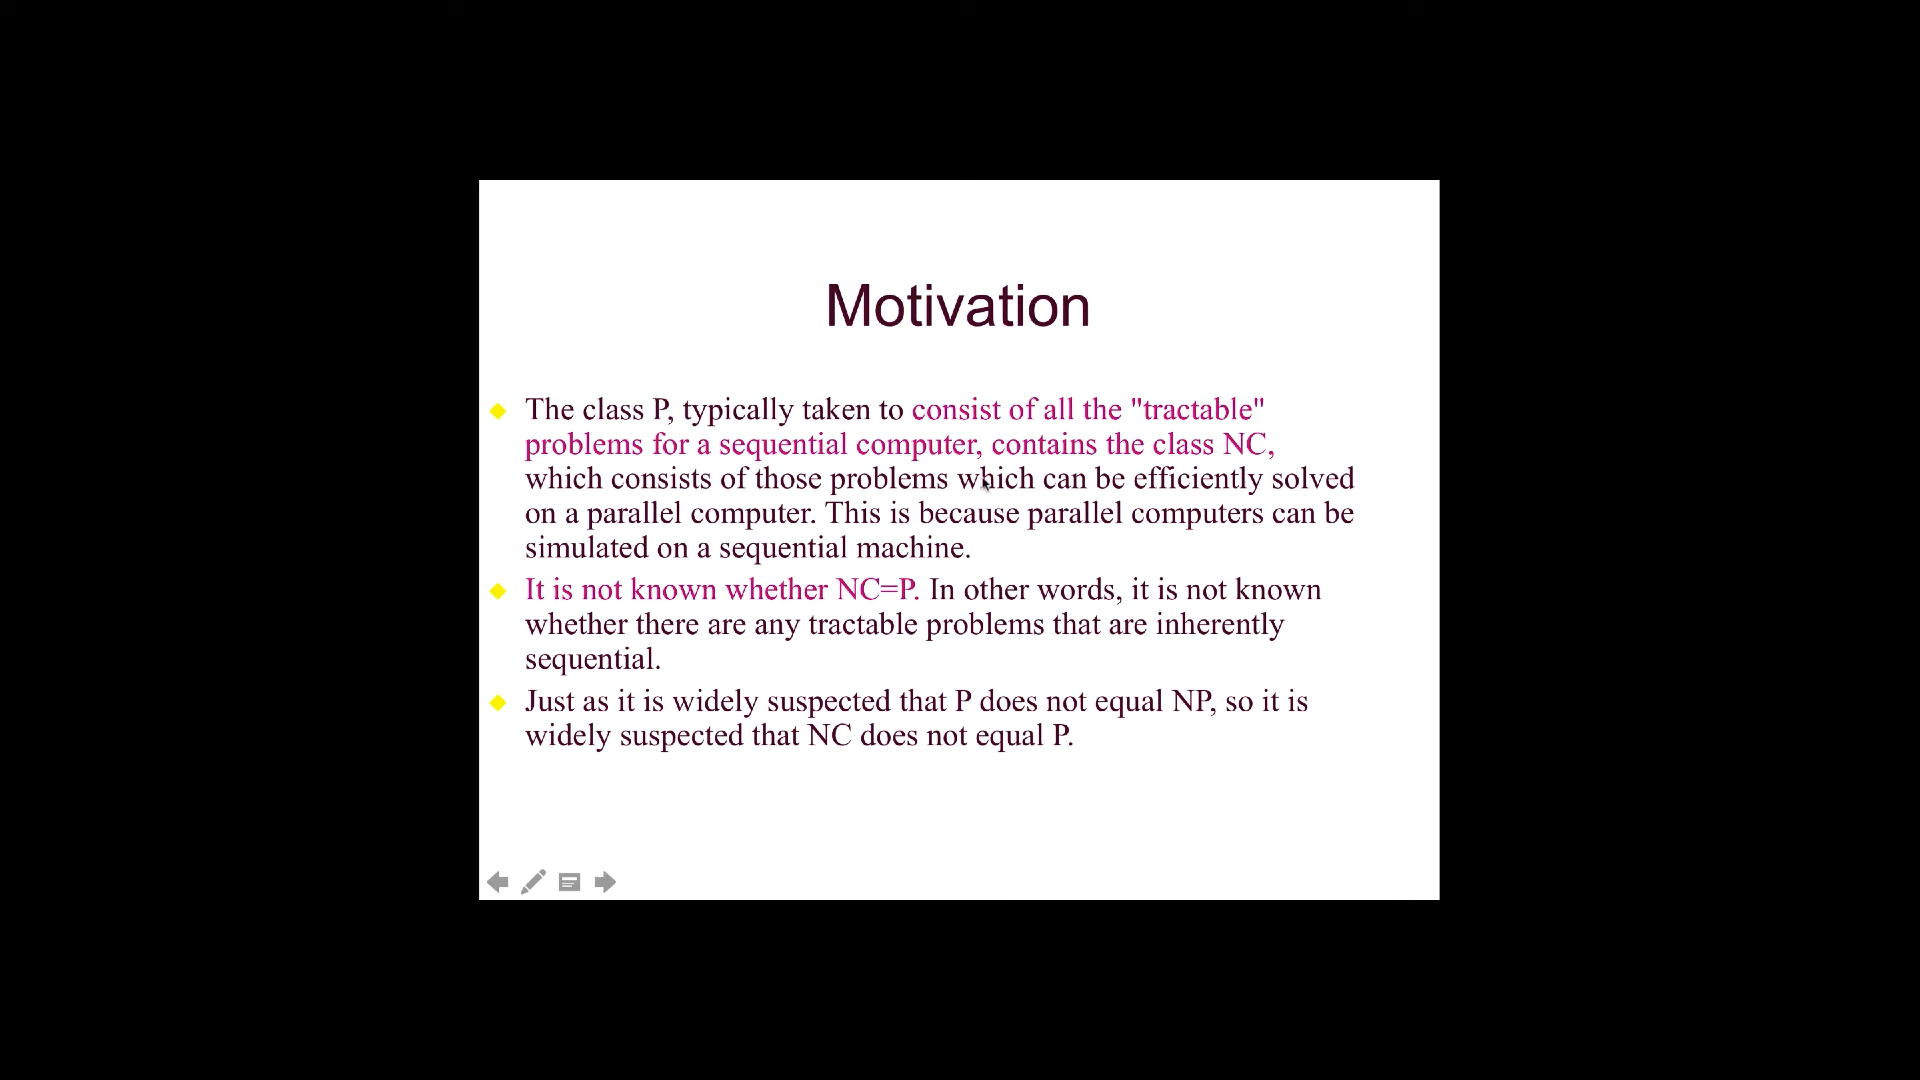 Motivation
The class P, typically taken to consist of all the "tractable"
problems for a sequential computer, contains the class NC,
which consists of those problems which can be efficiently solved
on a parallel computer. This is because parallel computers can be
simulated on a sequential machine.
It is not known whether NC=P. In other words, it is not known
whether there are any tractable problems that are inherently
sequential.
Just as it is widely suspected that P does not equal NP, so it is
widely suspected that NC does not equal P.